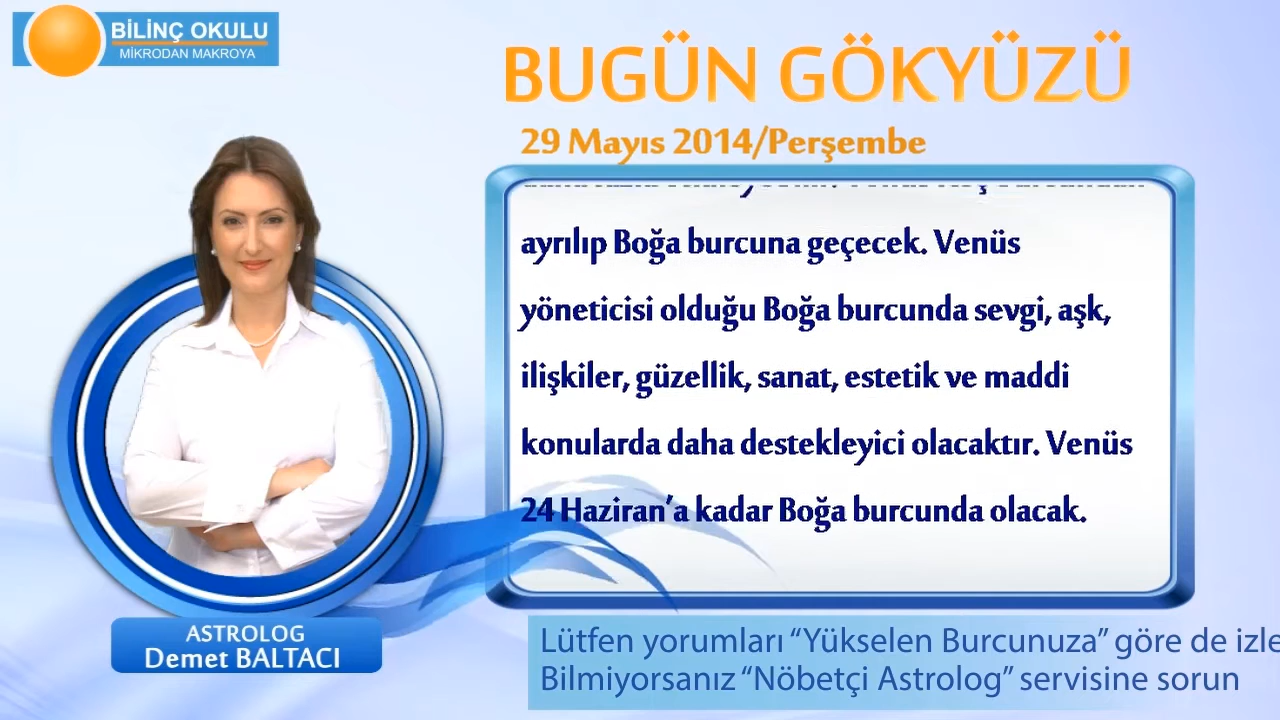 BİLİNÇ OKULU
MİKRODAN MAKROYA
BUGÜN GÖKYÜZÜ
29 Mayıs 2014/Perşembe
ayrılıp Boğa burcuna geçecek. Venüs
yöneticisi olduğu Boğa burcunda sevgi, aşk,
ilişkiler, güzellik, sanat, estetik ve maddi
konularda daha destekleyici olacaktır. Venüs
24 Haziran'a kadar Boğa burcunda olacak.
ASTROLOG
Demet BALTACI
Lütfen yorumları “Yükselen Burcunuza” göre de izle
Bilmiyorsanız “Nöbetçi Astrolog” servisine sorun